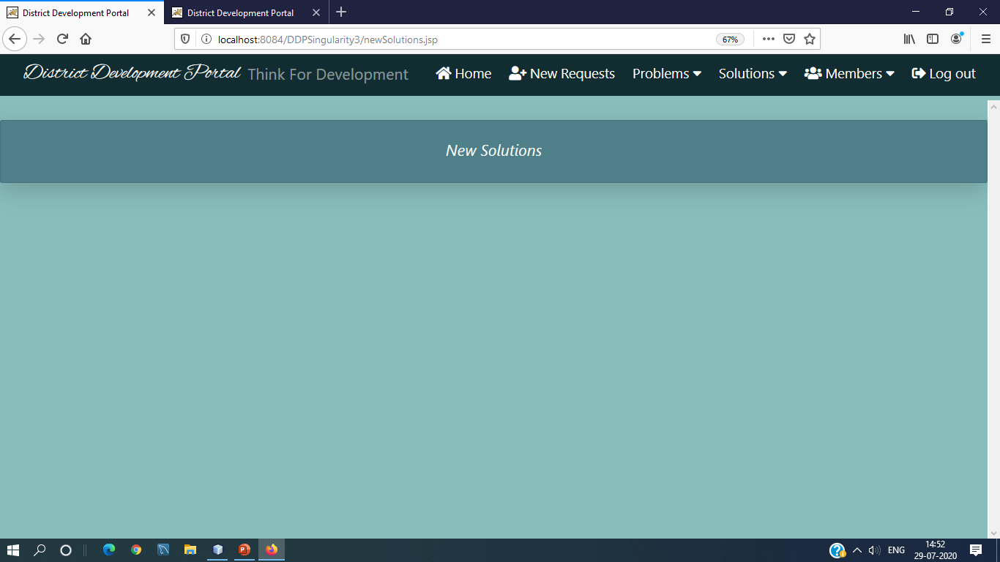 District Development Portal
District Development Portal
localhost:8084/DDPSingularity3/newSolutions.jsp
67%
District Development Portal Think For Development Home New Requests Problems Solutions Members Log out
New Solutions
ENG
14:52
29-07-2020